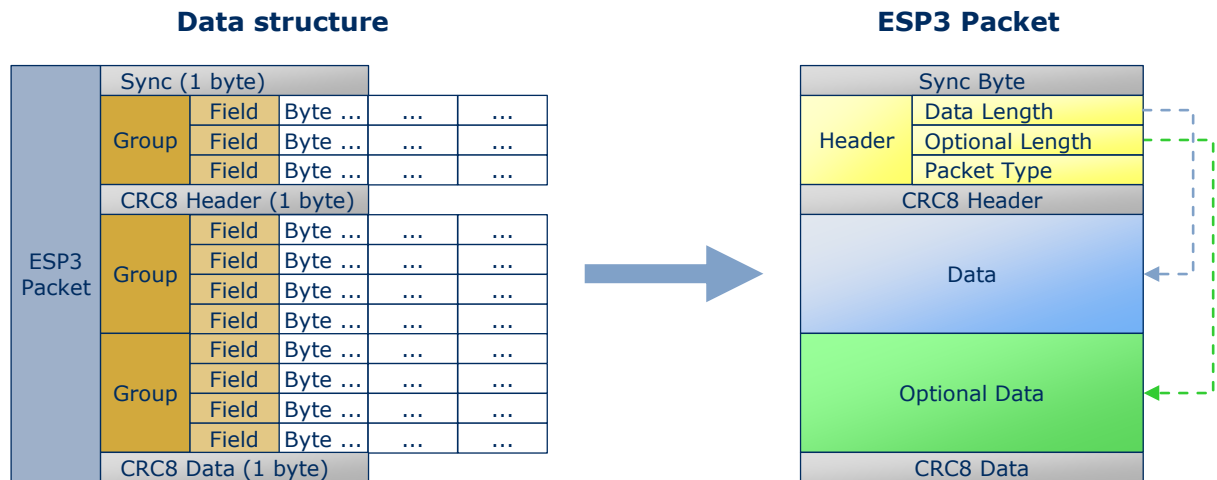 Data structure
ESP3 Packet
Sync (1 byte)
Group
Field Byte ... ... ...
Field Byte ... ... ...
Field Byte ... ... ...
CRC8 Header (1 byte)
ESP3
Packet
Group
Field Byte ... ... ...
Field Byte ... ... ...
Field Byte ... ... ...
Field Byte ... ... ...
Group
Field Byte ... ... ...
Field Byte ... ... ...
Field Byte ... ... ...
Field Byte ... ... ...
CRC8 Data (1 byte)
Sync Byte
Header
Data Length
Optional Length
Packet Type
CRC8 Header
Data
Optional Data
CRC8 Data